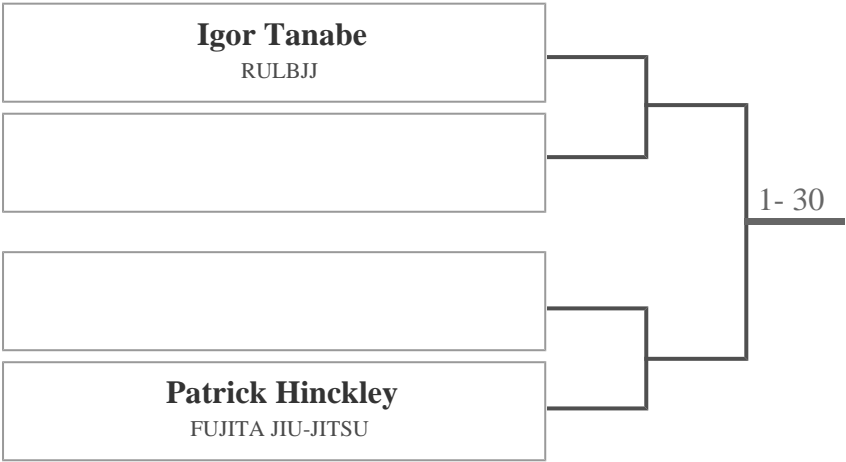 Igor Tanabe
RULBJJ
1- 30
Patrick Hinckley
FUJITA JIU-JITSU